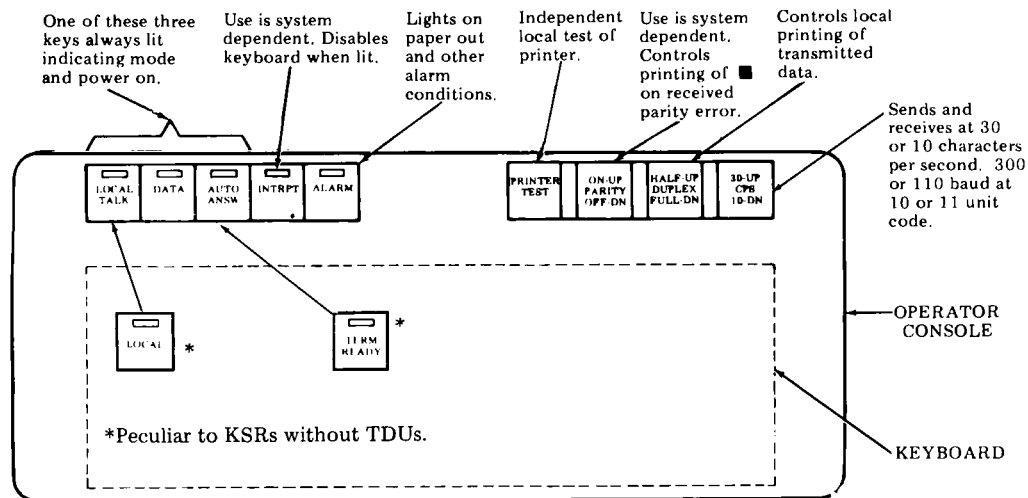 One of these three
keys always lit
indicating mode
and power on.
Use is system
dependent. Disables
keyboard when lit.
Lights on
paper out
and other
alarm
conditions.
Independent
local test of
printer.
Use is system
dependent.
Controls
printing of ■
on received
parity error.
Controls local
printing of
transmitted
data.
Sends and
receives at 30
or 10 characters
per second. 300
or 110 baud at
10 or 11 unit
code.
LOCAL
TALK
DATA
AUTO
ANSW
INTRPT
ALARM
PRINTER
TEST
ON-UP
PARITY
OFF-DN
HALF-UP
DUPLEX
FULL-DN
30-UP
CPS
10-DN
OPERATOR
CONSOLE
LOCAL
*
TERM
READY
*
*Peculiar to KSRs without TDUs.
KEYBOARD